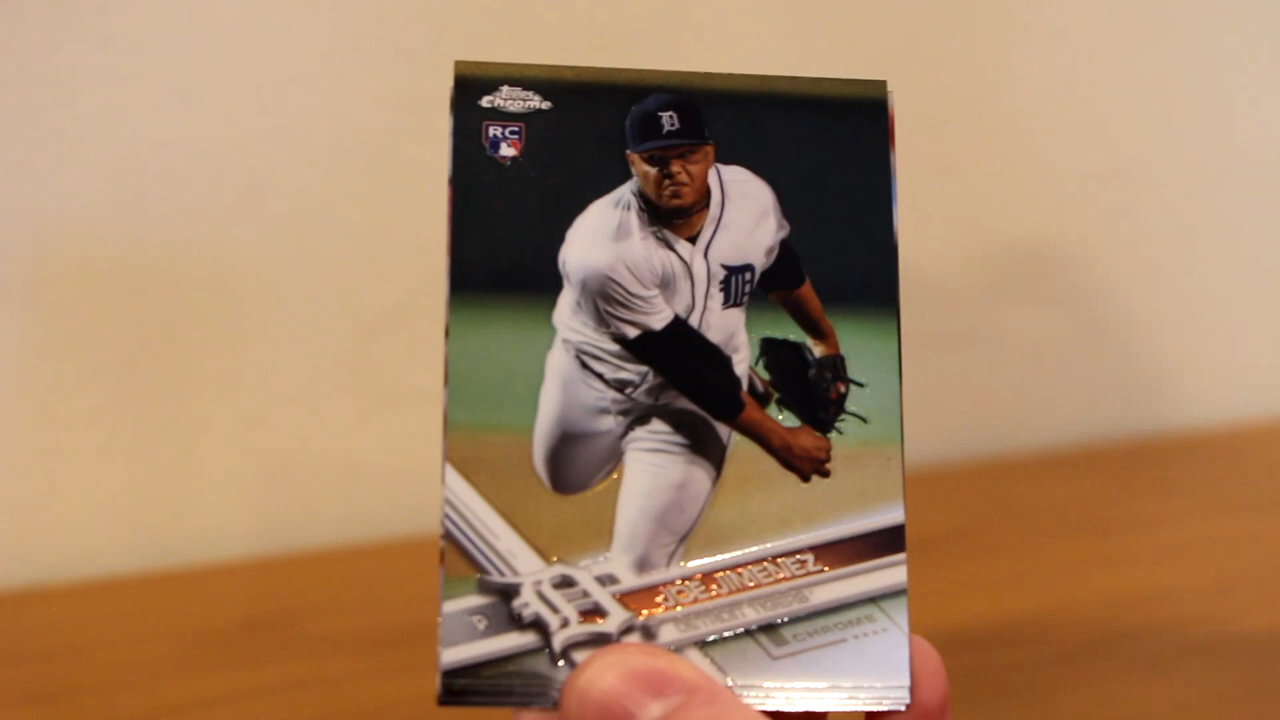 Topps
Chrome
RC
D
D
JOE JIMENEZ
DETROIT TIGERS
P
D
CHROME